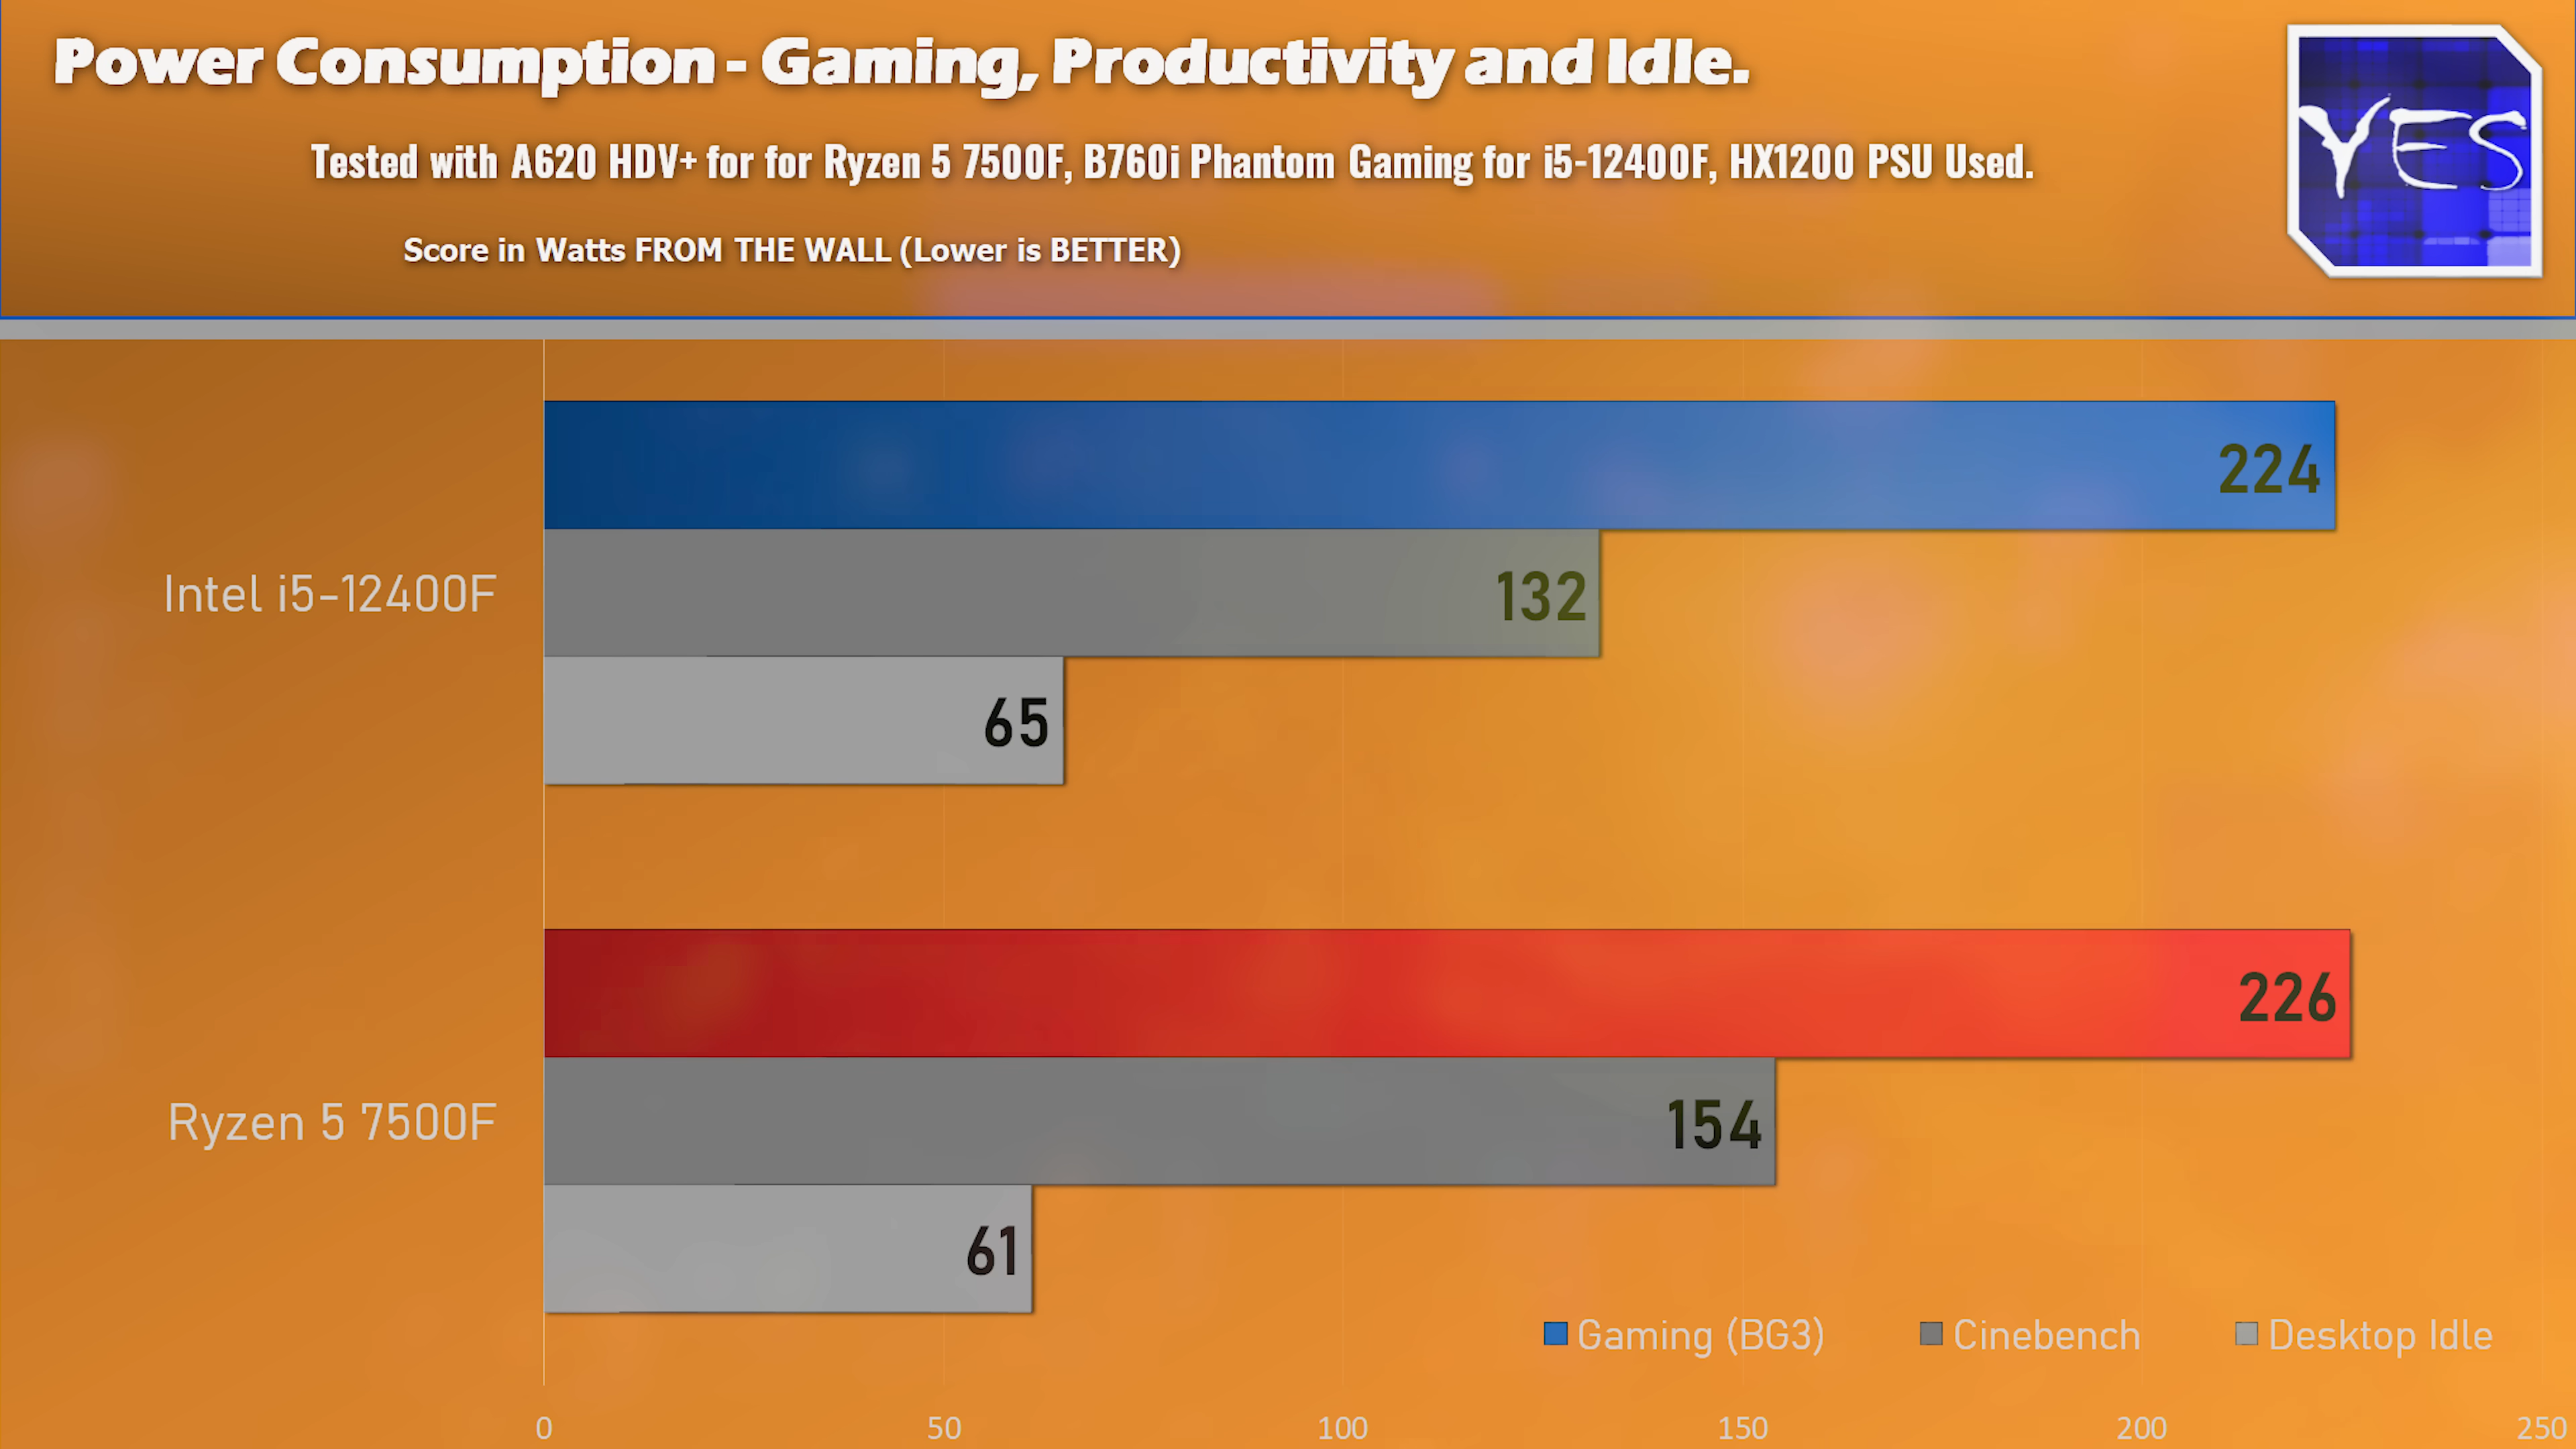 Power Consumption - Gaming, Productivity and Idle.
YES
Tested with A620 HDV+ for for Ryzen 5 7500F, B760i Phantom Gaming for i5-12400F, HX1200 PSU Used.
Score in Watts FROM THE WALL (Lower is BETTER)
224
Intel i5-12400F
132
65
226
Ryzen 5 7500F
154
61
Gaming (BG3) Cinebench Desktop Idle
0 50 100 150 200 250